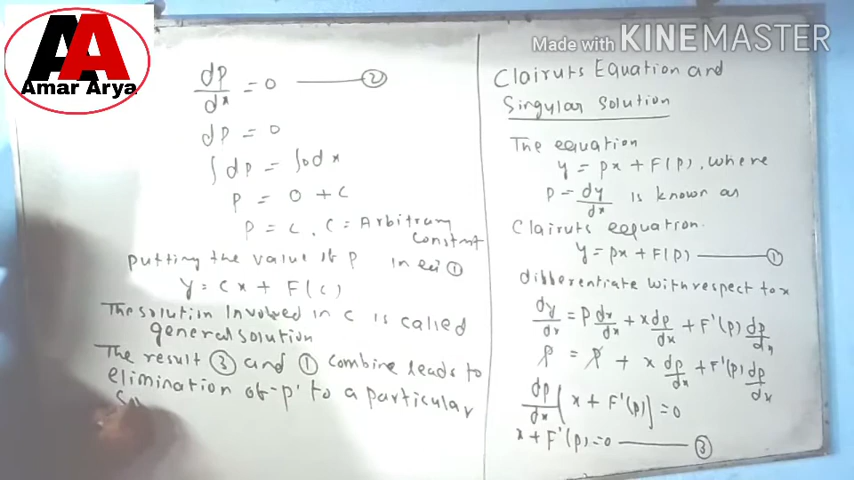 AA
Amar Arya
Made with KINEMASTER
Clairuts Equation and
Singular Solution
The equation
y = px + F(p), where
p = dy/dx is known as
Clairuts equation.
y = px + F(p) —— ①
differentiate with respect to x
dy/dx = p dx/dx + x dp/dx + F'(p) dp/dx
p = p + x dp/dx + F'(p) dp/dx
dp/dx [x + F'(p)] = 0
x + F'(p) = 0 —— ③
dp/dx = 0 —— ②
dp = 0
∫dp = ∫0dx
p = 0 + c
p = c, c = Arbitrary
constant
putting the value of p in eq ①
y = cx + F(c)
The solution involved in c is called
general solution
The result ③ and ① combine leads to
elimination of 'p' to a particular